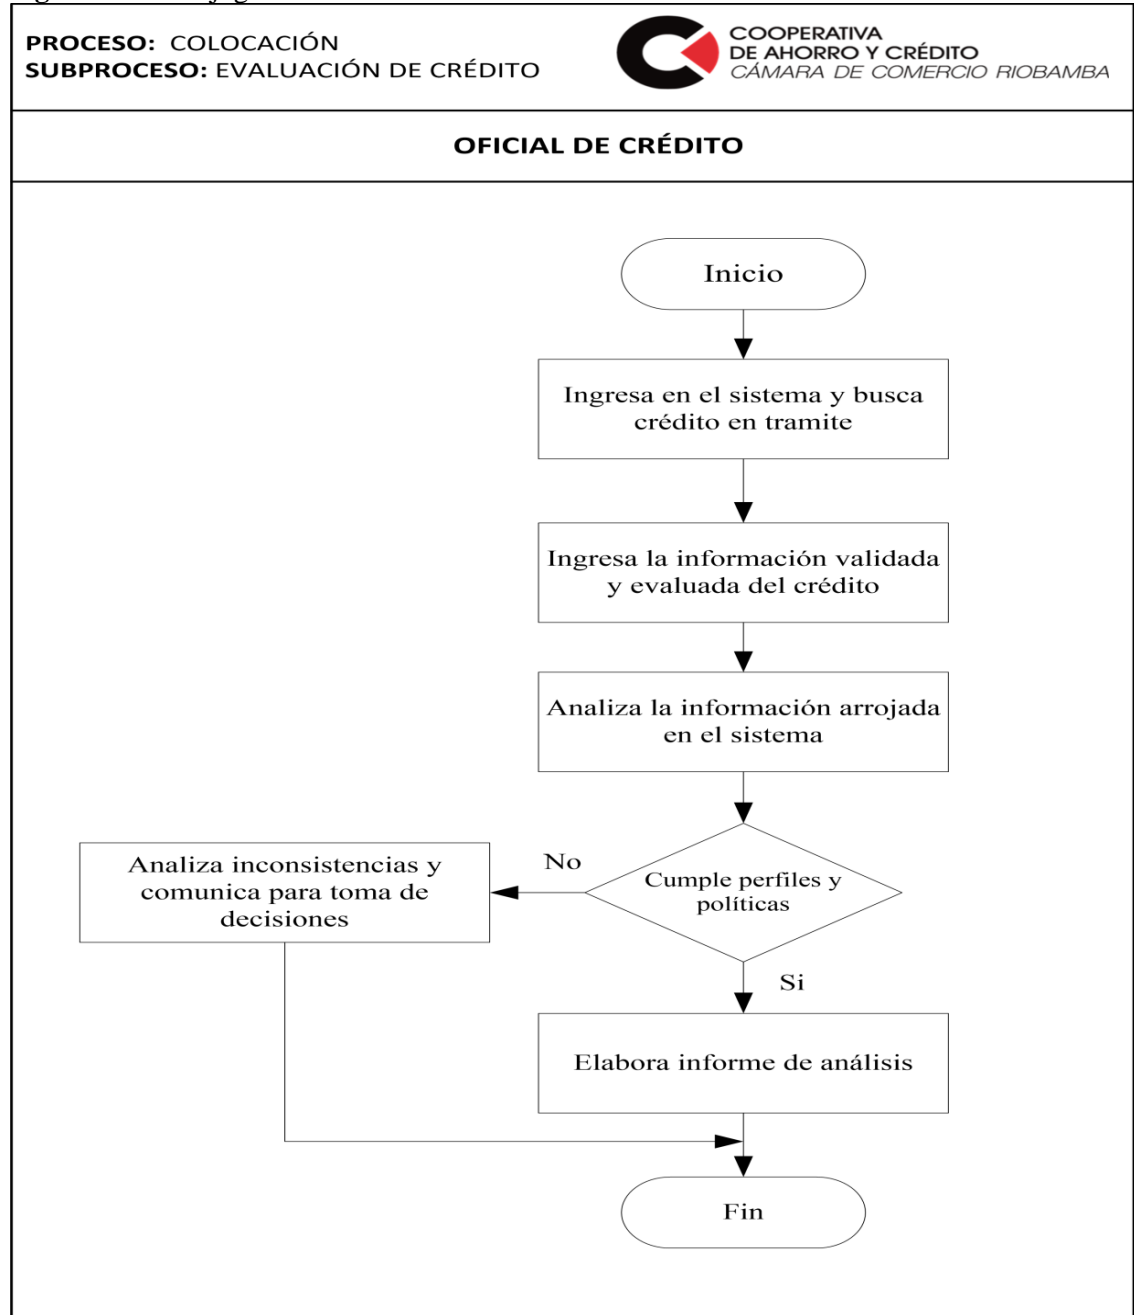 PROCESO: COLOCACIÓN
SUBPROCESO: EVALUACIÓN DE CRÉDITO
COOPERATIVA
DE AHORRO Y CRÉDITO
CÁMARA DE COMERCIO RIOBAMBA
OFICIAL DE CRÉDITO
Inicio
Ingresa en el sistema y busca
crédito en tramite
Ingresa la información validada
y evaluada del crédito
Analiza la información arrojada
en el sistema
Cumple perfiles y
políticas
No
Analiza inconsistencias y
comunica para toma de
decisiones
Si
Elabora informe de análisis
Fin